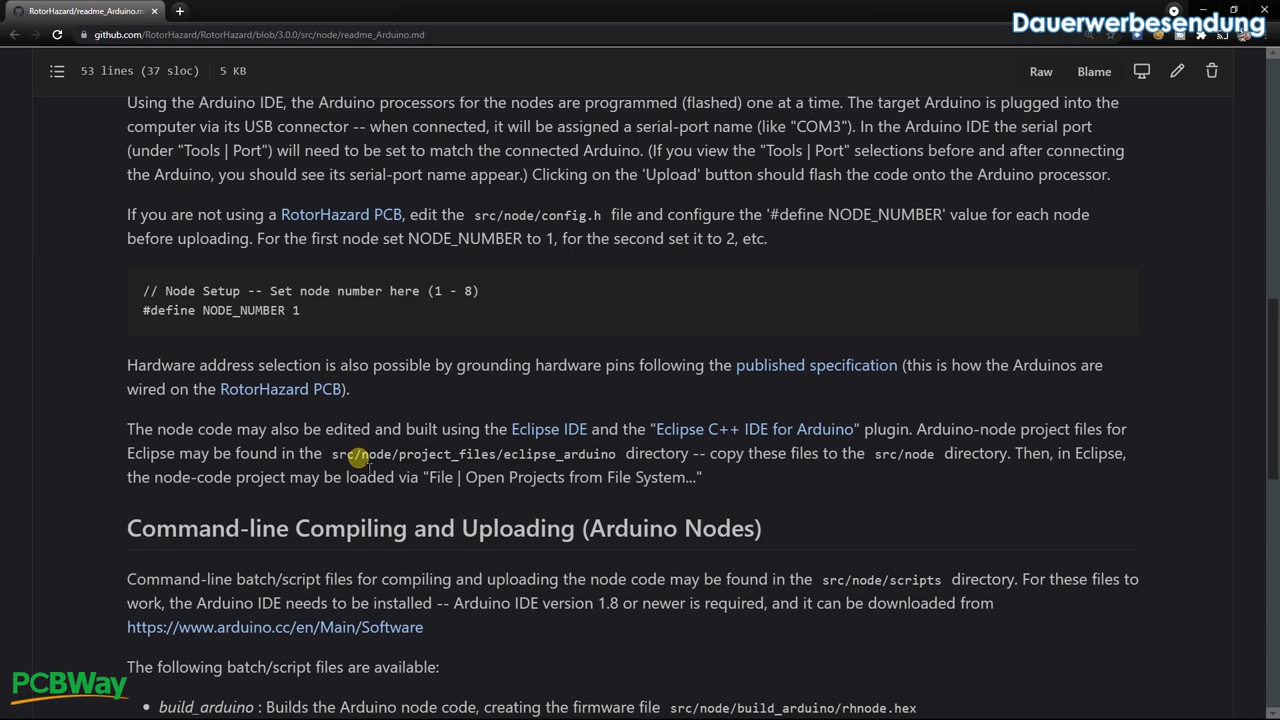 RotorHazard/readme_Arduino.m
Dauerwerbesendung
github.com/RotorHazard/RotorHazard/blob/3.0.0/src/node/readme_Arduino.md
53 lines (37 sloc) 5 KB
Raw Blame
Using the Arduino IDE, the Arduino processors for the nodes are programmed (flashed) one at a time. The target Arduino is plugged into the
computer via its USB connector -- when connected, it will be assigned a serial-port name (like "COM3"). In the Arduino IDE the serial port
(under "Tools | Port") will need to be set to match the connected Arduino. (If you view the "Tools | Port" selections before and after connecting
the Arduino, you should see its serial-port name appear.) Clicking on the 'Upload' button should flash the code onto the Arduino processor.
If you are not using a RotorHazard PCB, edit the src/node/config.h file and configure the '#define NODE_NUMBER' value for each node
before uploading. For the first node set NODE_NUMBER to 1, for the second set it to 2, etc.
// Node Setup -- Set node number here (1 - 8)
#define NODE_NUMBER 1
Hardware address selection is also possible by grounding hardware pins following the published specification (this is how the Arduinos are
wired on the RotorHazard PCB).
The node code may also be edited and built using the Eclipse IDE and the "Eclipse C++ IDE for Arduino" plugin. Arduino-node project files for
Eclipse may be found in the src/node/project_files/eclipse_arduino directory -- copy these files to the src/node directory. Then, in Eclipse,
the node-code project may be loaded via "File | Open Projects from File System..."
Command-line Compiling and Uploading (Arduino Nodes)
Command-line batch/script files for compiling and uploading the node code may be found in the src/node/scripts directory. For these files to
work, the Arduino IDE needs to be installed -- Arduino IDE version 1.8 or newer is required, and it can be downloaded from
https://www.arduino.cc/en/Main/Software
The following batch/script files are available:
PCBWay
• build_arduino : Builds the Arduino node code, creating the firmware file src/node/build_arduino/rhnode.hex